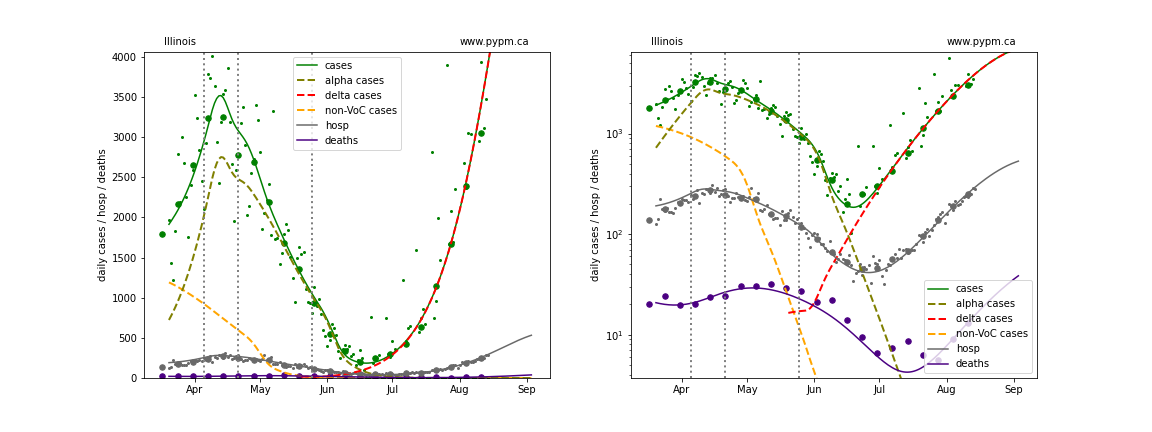 Illinois
www.pypm.ca
daily cases / hosp / deaths
4000
3500
3000
2500
2000
1500
1000
500
0
cases
alpha cases
delta cases
non-VoC cases
hosp
deaths
Apr May Jun Jul Aug Sep
Illinois
www.pypm.ca
daily cases / hosp / deaths
10³
10²
10¹
cases
alpha cases
delta cases
non-VoC cases
hosp
deaths
Apr May Jun Jul Aug Sep